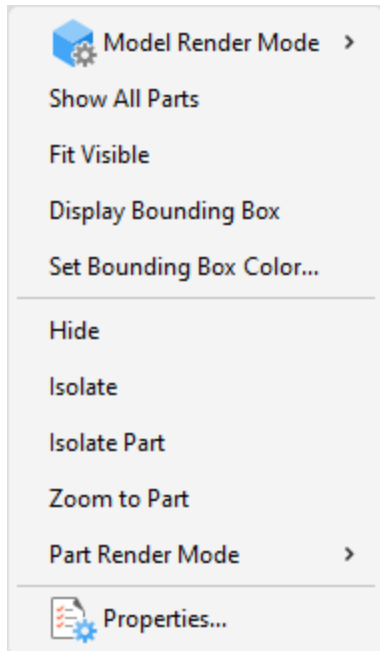 Model Render Mode
Show All Parts
Fit Visible
Display Bounding Box
Set Bounding Box Color...
Hide
Isolate
Isolate Part
Zoom to Part
Part Render Mode
Properties...